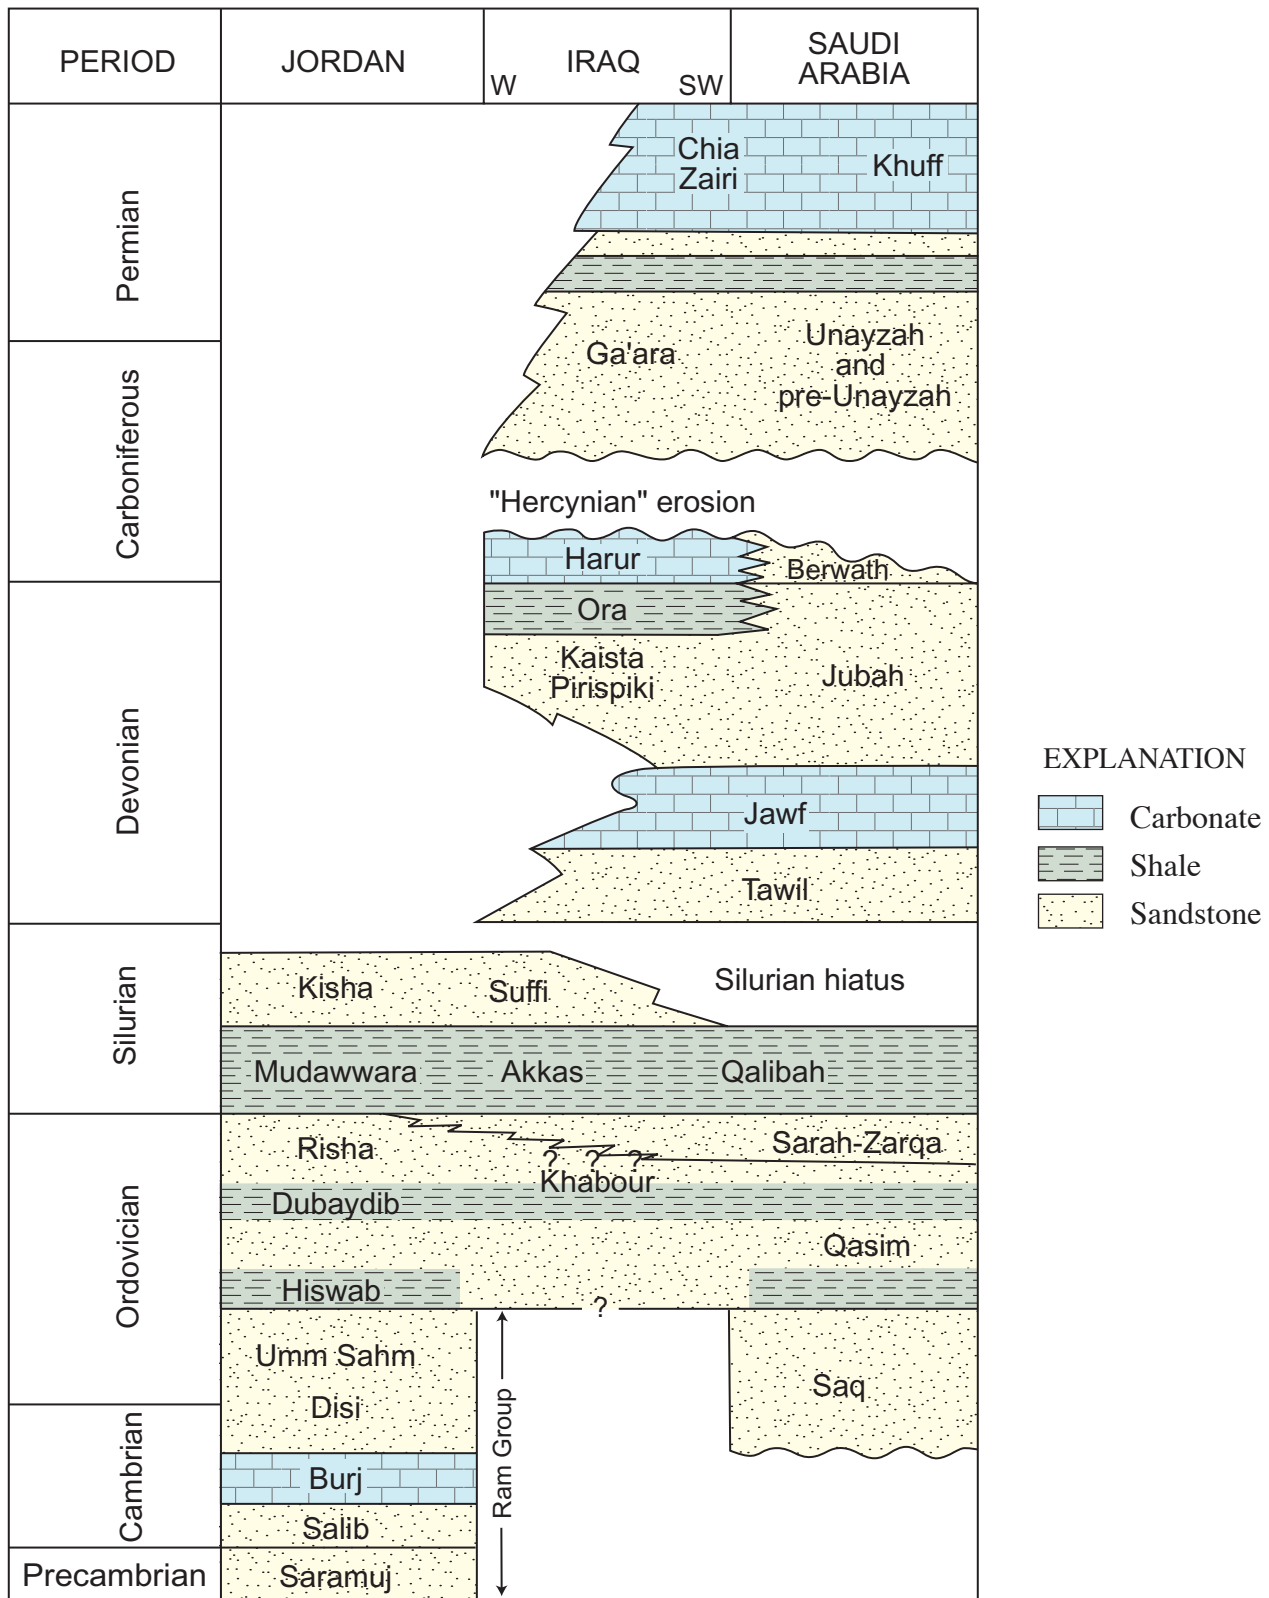 PERIOD
JORDAN
IRAQ
W
SW
SAUDI
ARABIA
Permian
Carboniferous
Devonian
Silurian
Ordovician
Cambrian
Precambrian
Chia
Zairi
Khuff
Ga'ara
Unayzah
and
pre-Unayzah
"Hercynian" erosion
Harur
Berwath
Ora
Kaista
Pirispiki
Jubah
Jawf
Tawil
Kisha
Suffi
Silurian hiatus
Mudawwara
Akkas
Qalibah
Risha
Sarah-Zarqa
? ? ?
Khabour
Dubaydib
Qasim
Hiswab
?
Umm Sahm
Disi
Ram Group
Saq
Burj
Salib
Saramuj
EXPLANATION
Carbonate
Shale
Sandstone